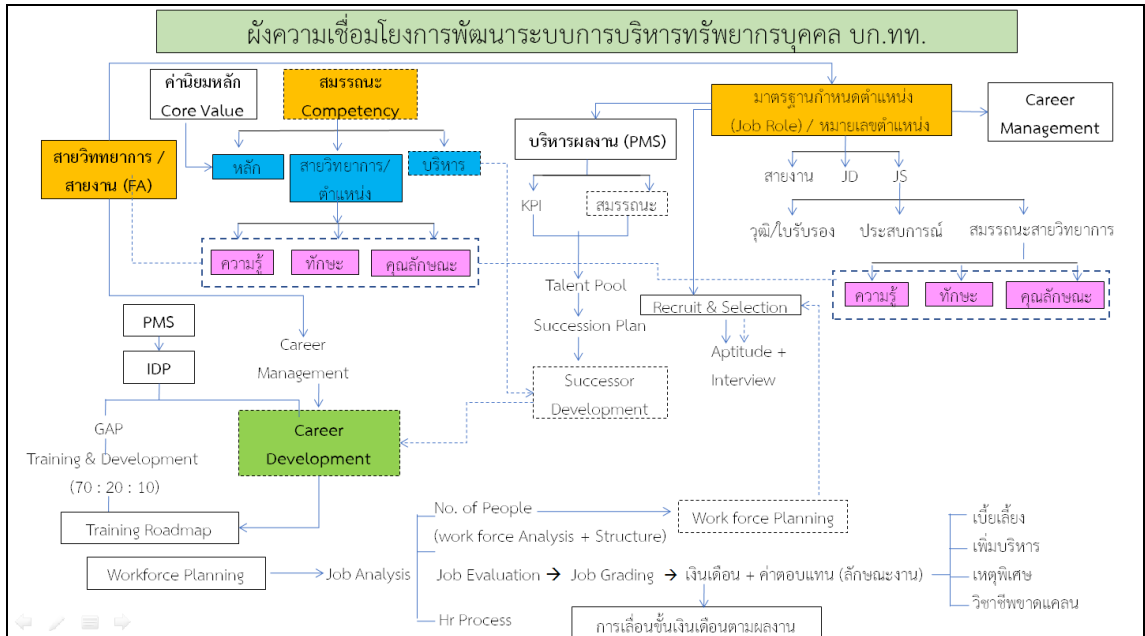 ผังความเชื่อมโยงการพัฒนาระบบการบริหารทรัพยากรบุคคล บก.ทท.
ค่านิยมหลัก
Core Value
สมรรถนะ
Competency
มาตรฐานกำหนดตำแหน่ง
(Job Role) / หมายเลขตำแหน่ง
Career
Management
สายวิททยาการ /
สายงาน (FA)
หลัก
สายวิทยาการ/
ตำแหน่ง
บริหาร
บริหารผลงาน (PMS)
สายงาน
JD
JS
KPI
สมรรถนะ
วุฒิ/ใบรับรอง
ประสบการณ์
สมรรถนะสายวิทยาการ
ความรู้
ทักษะ
คุณลักษณะ
ความรู้
ทักษะ
คุณลักษณะ
Talent Pool
Recruit & Selection
PMS
Succession Plan
IDP
Career
Management
Aptitude +
Interview
Successor
Development
GAP
Training & Development
(70 : 20 : 10)
Career
Development
Training Roadmap
No. of People
(work force Analysis + Structure)
Work force Planning
Workforce Planning
Job Analysis
Job Evaluation → Job Grading → เงินเดือน + ค่าตอบแทน (ลักษณะงาน)
เบี้ยเลี้ยง
เพิ่มบริหาร
เหตุพิเศษ
วิชาชีพขาดแคลน
Hr Process
การเลื่อนขั้นเงินเดือนตามผลงาน